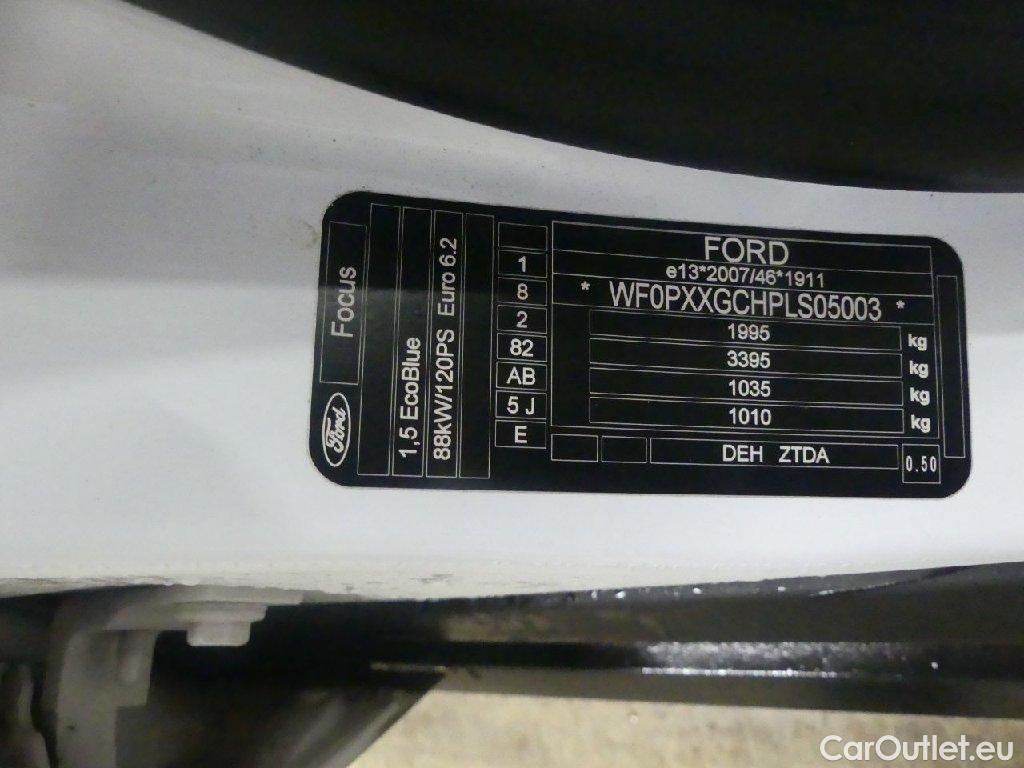 Ford
Focus
1,5 EcoBlue
88kW/120PS Euro 6.2
1
8
2
82
AB
5 J
E
FORD
e13*2007/46*1911
* WF0PXXGCHPLS05003 *
1995 kg
3395 kg
1035 kg
1010 kg
DEH ZTDA
0.50
CarOutlet.eu